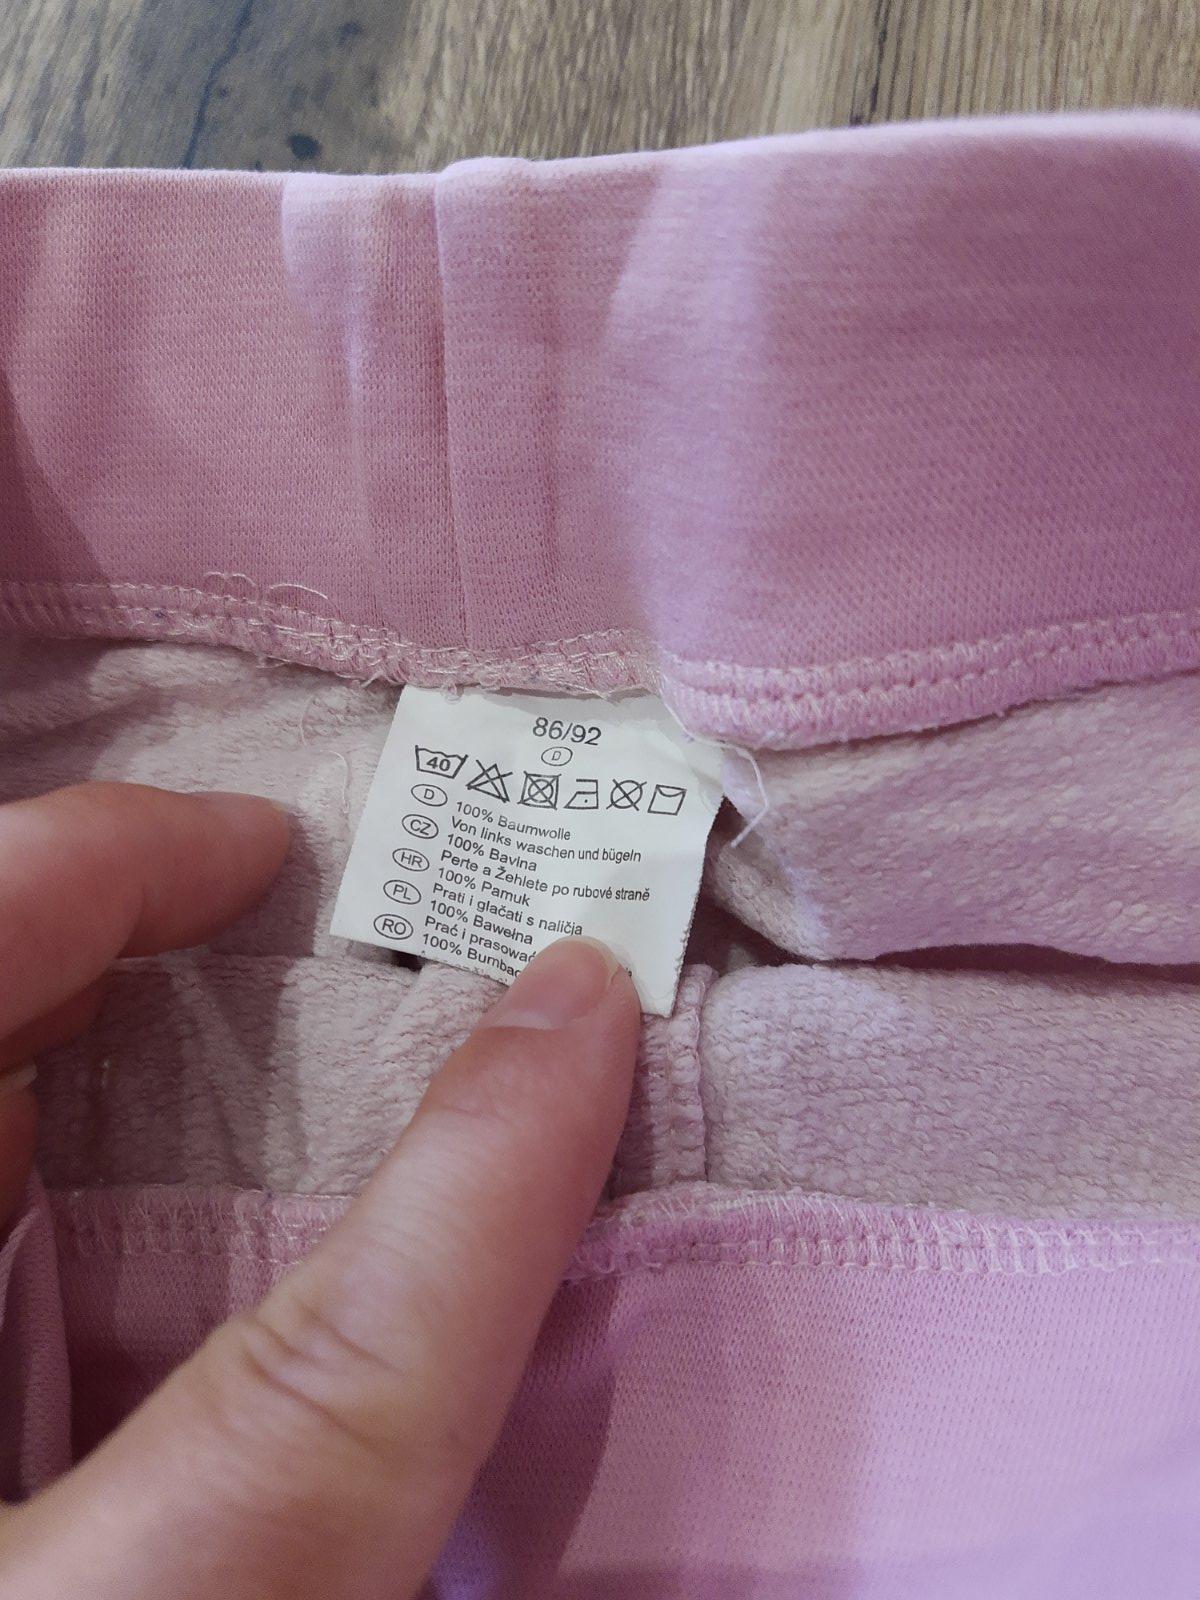 86/92
D
40
D 100% Baumwolle
Von links waschen und bügeln
CZ 100% Bavlna
Perte a Žehlete po rubové straně
HR 100% Pamuk
Prati i glačati s naličja
PL 100% Bawełna
Prać i prasować
RO 100% Bumbac